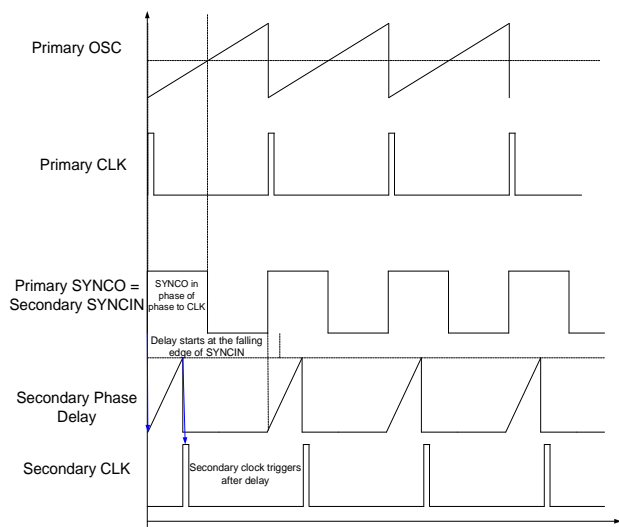 Primary OSC
Primary CLK
Primary SYNCO =
Secondary SYNCIN
SYNCO in
phase of
phase to CLK
Delay starts at the falling
edge of SYNCIN
Secondary Phase
Delay
Secondary CLK
Secondary clock triggers
after delay